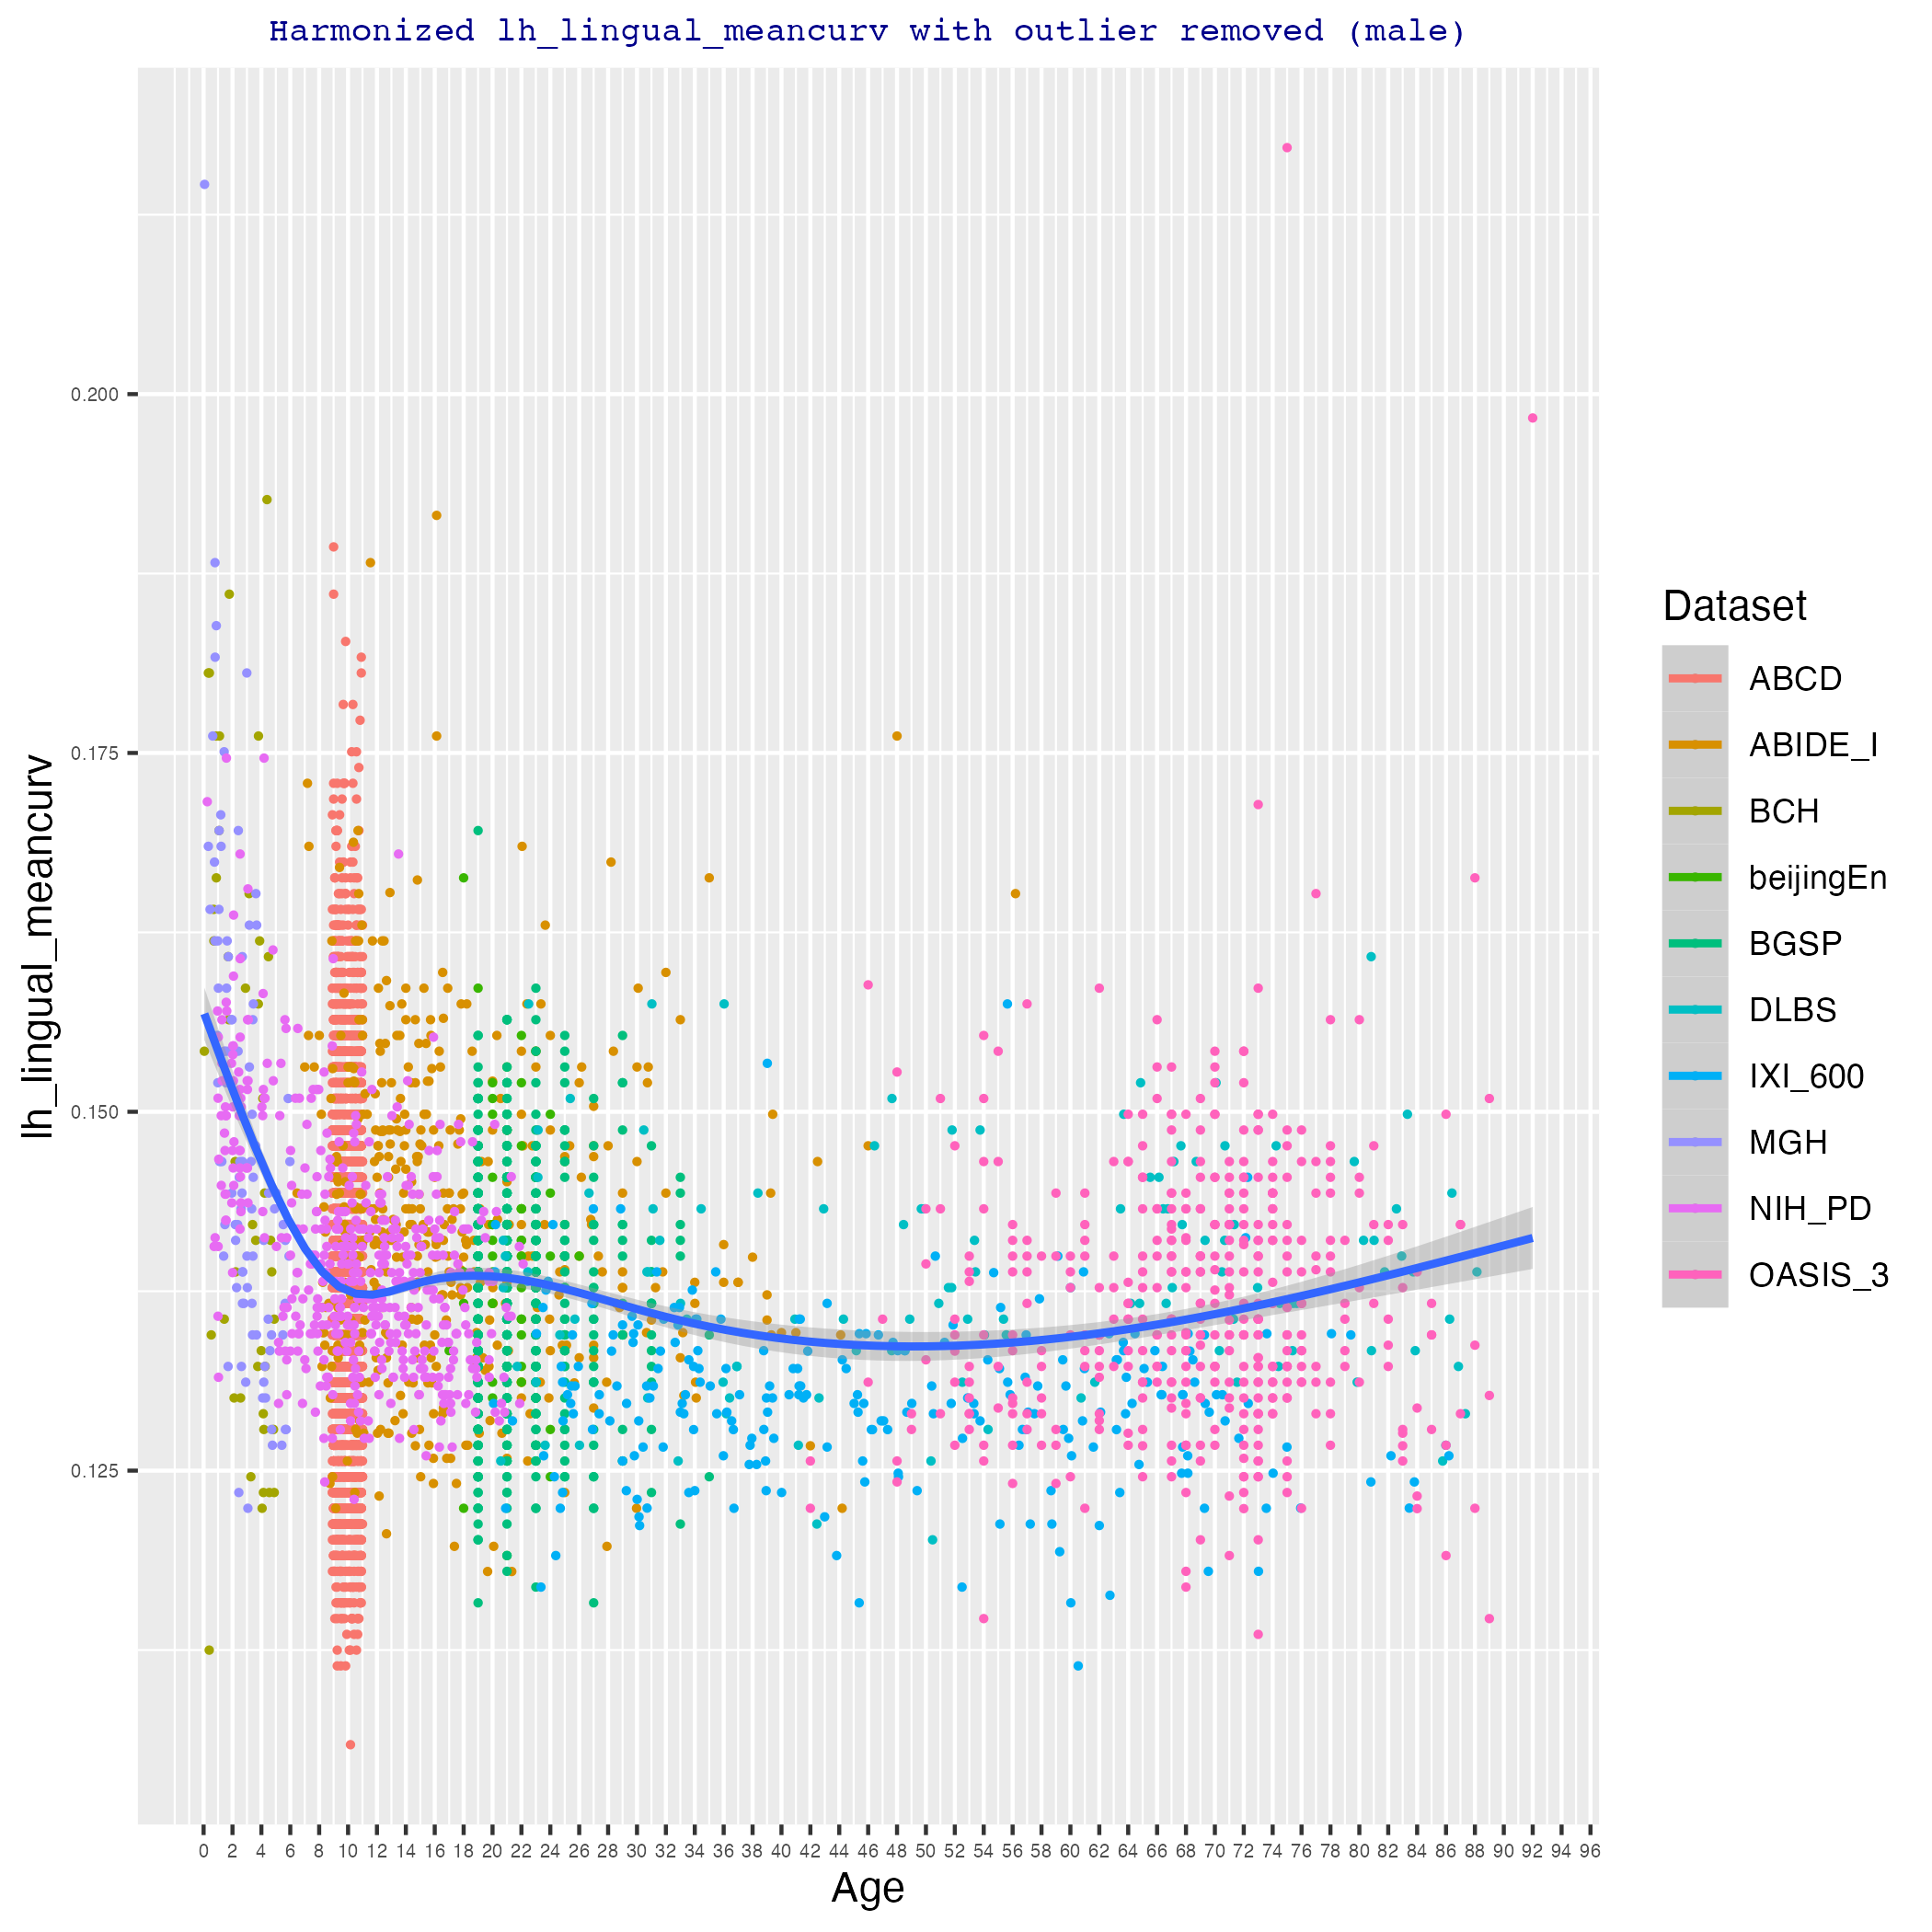 Harmonized lh_lingual_meancurv with outlier removed (male)
lh_lingual_meancurv
0.200
0.175
0.150
0.125
0 2 4 6 8 10 12 14 16 18 20 22 24 26 28 30 32 34 36 38 40 42 44 46 48 50 52 54 56 58 60 62 64 66 68 70 72 74 76 78 80 82 84 86 88 90 92 94 96
Age
Dataset
ABCD
ABIDE_I
BCH
beijingEn
BGSP
DLBS
IXI_600
MGH
NIH_PD
OASIS_3